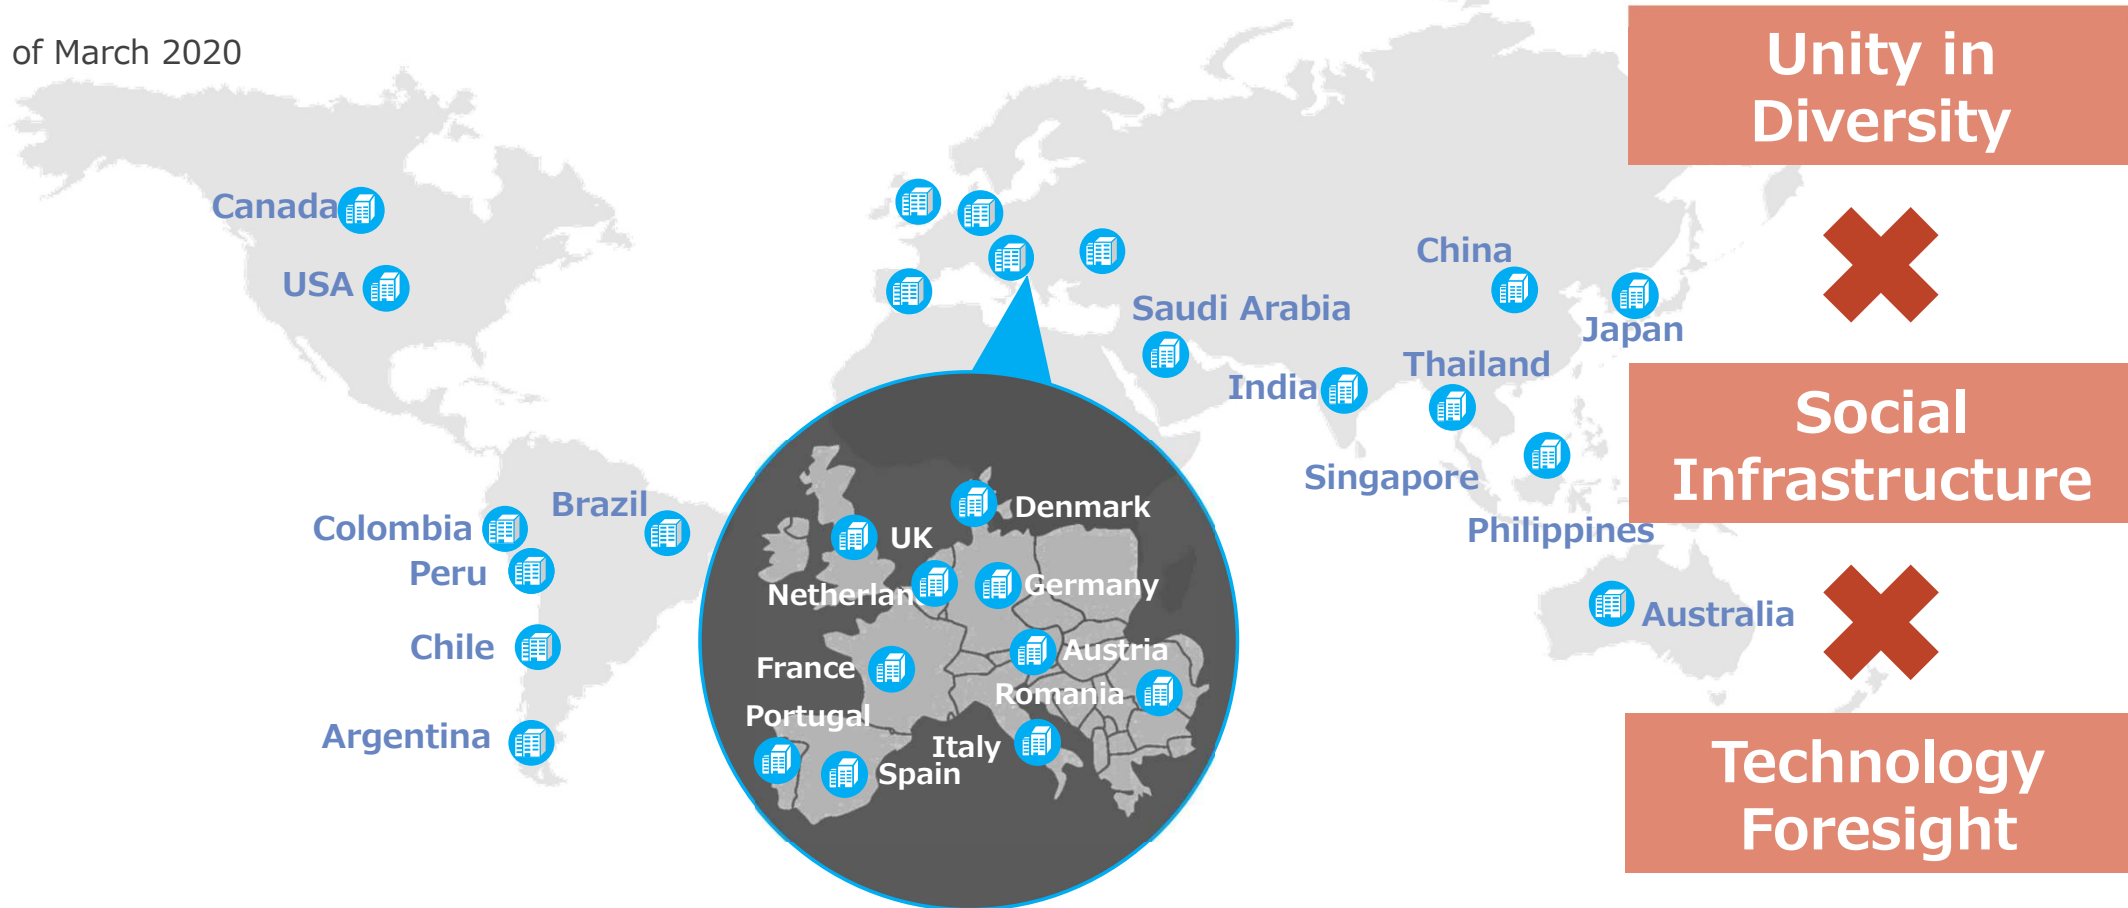 of March 2020
Unity in
Diversity
Canada
USA
China
Japan
Saudi Arabia
Thailand
India
Singapore
Philippines
Social
Infrastructure
Colombia
Brazil
Peru
Chile
Argentina
Australia
Denmark
UK
Netherlan
Germany
France
Austria
Romania
Portugal
Italy
Spain
Technology
Foresight